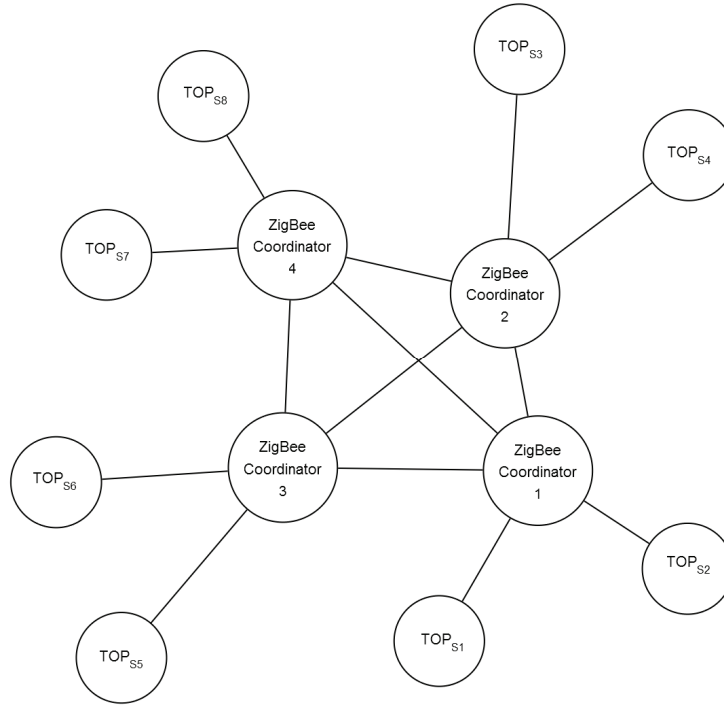 TOPS3
TOPS8
TOPS4
ZigBee
Coordinator
4
TOPS7
ZigBee
Coordinator
2
ZigBee
Coordinator
3
ZigBee
Coordinator
1
TOPS6
TOPS2
TOPS1
TOPS5